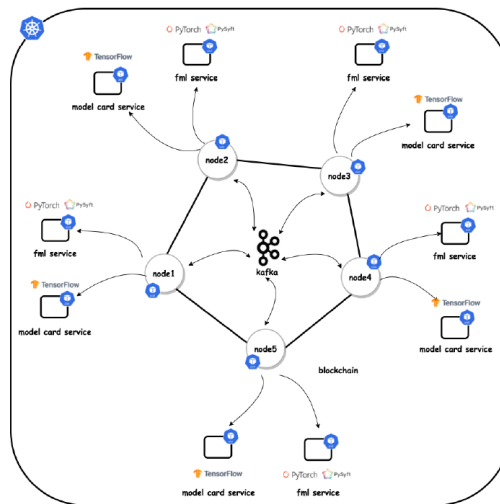 PyTorch PySyft
fml service
PyTorch PySyft
fml service
TensorFlow
model card service
TensorFlow
model card service
node2
node3
PyTorch PySyft
fml service
PyTorch PySyft
fml service
kafka
node1
node4
TensorFlow
model card service
TensorFlow
model card service
node5
blockchain
TensorFlow
model card service
PyTorch PySyft
fml service